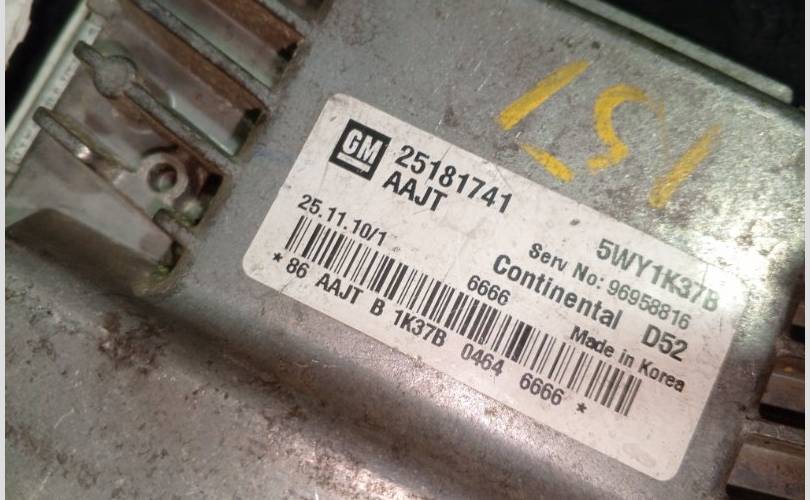 GM 25181741
AAJT
5WY1K37B
25.11.10/1
Serv No: 96958816
Continental D52
6666
Made in Korea
* 86 AAJT B 1K37B 0464 6666 *